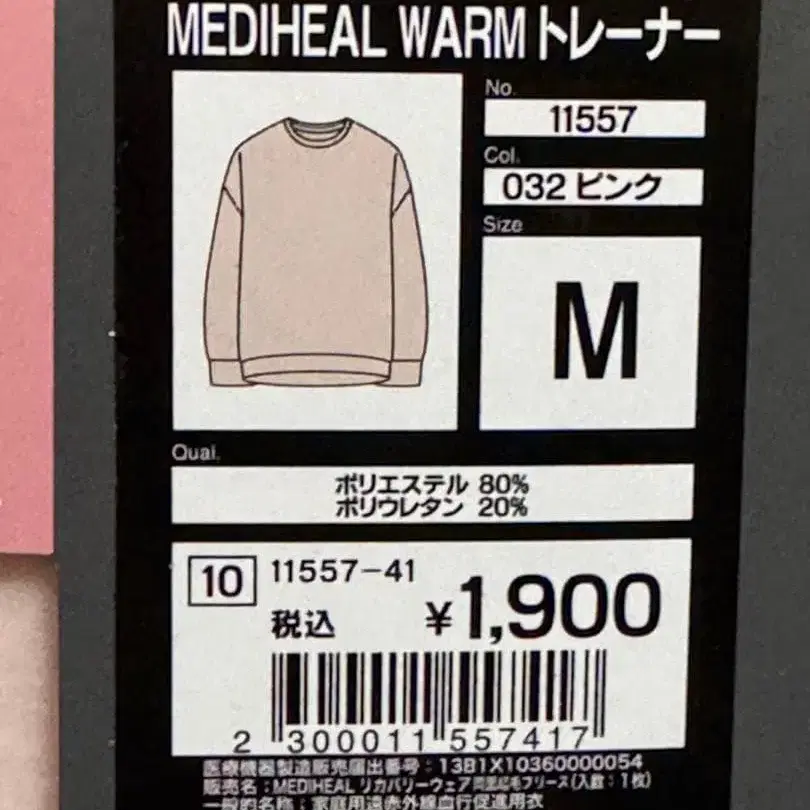 MEDIHEAL WARMトレーナー
No.
11557
Col.
032 ピンク
Size
M
Qual.
ポリエステル 80%
ポリウレタン 20%
10
11557-41
税込 ¥1,900
2 300011 557417
医療機器製造販売届出番号：13B1X10360000054
販売名：MEDIHEAL リカバリーウェア両面起毛フリース(入数：1枚)
一般的名称：家庭用遠赤外線血行促進用衣